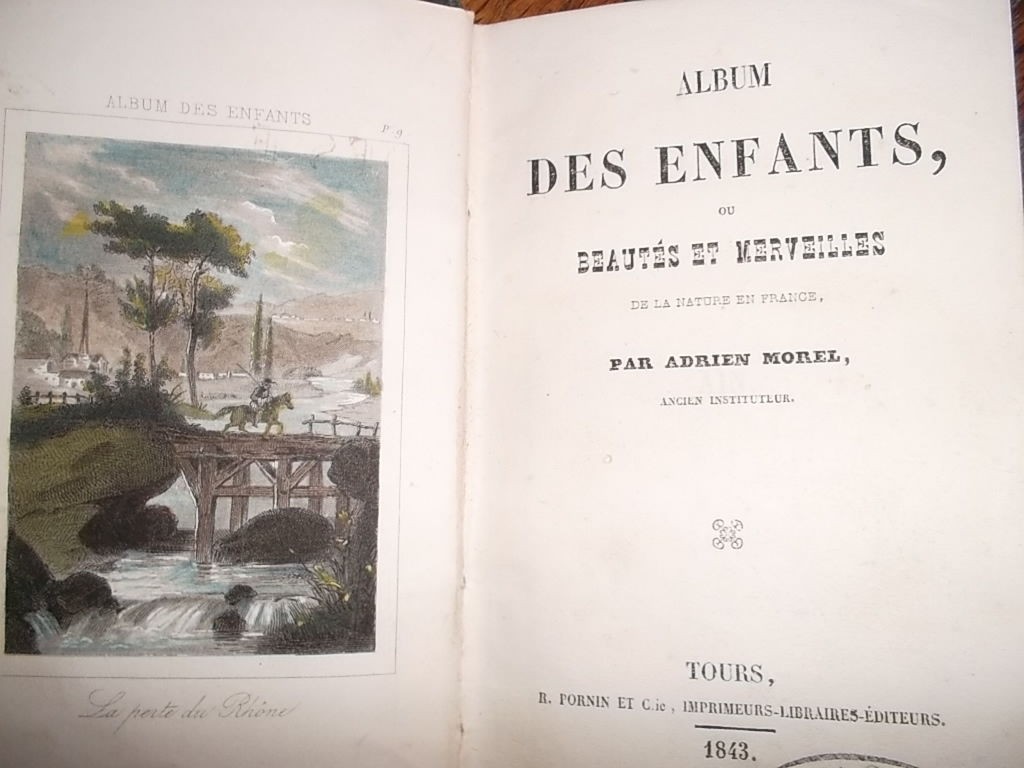 ALBUM DES ENFANTS
P. 9
La perte du Rhône
ALBUM
DES ENFANTS,
OU
BEAUTÉS ET MERVEILLES
DE LA NATURE EN FRANCE,
PAR ADRIEN MOREL,
ANCIEN INSTITUTEUR.
TOURS,
R. PORNIN ET C.ie, IMPRIMEURS-LIBRAIRES-ÉDITEURS.
1843.